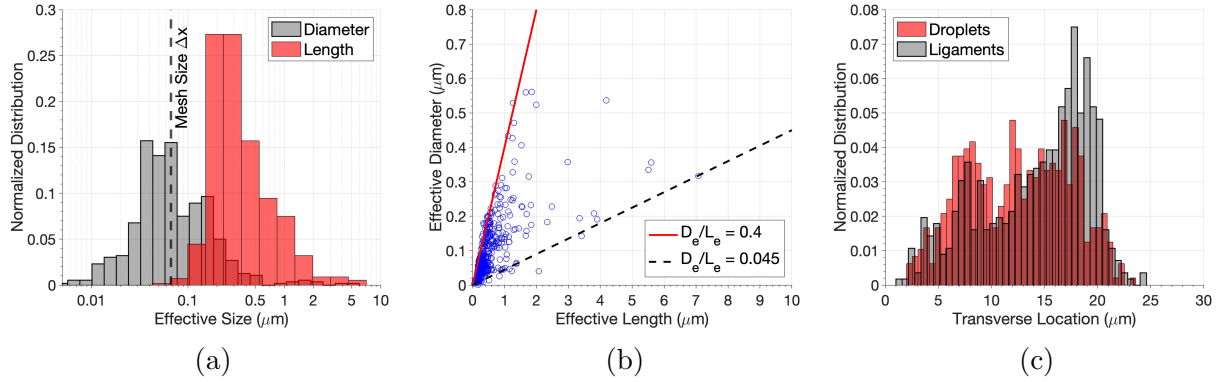 0.3
0.25
0.2
0.15
0.1
0.05
0
Normalized Distribution
Diameter
Length
Mesh Size Δx
0.01 0.1 0.5 1 2 5 10
Effective Size (μm)
(a)
0.8
0.7
0.6
0.5
0.4
0.3
0.2
0.1
0
Effective Diameter (μm)
D_e/L_e = 0.4
D_e/L_e = 0.045
0 1 2 3 4 5 6 7 8 9 10
Effective Length (μm)
(b)
0.08
0.07
0.06
0.05
0.04
0.03
0.02
0.01
0
Normalized Distribution
Droplets
Ligaments
0 5 10 15 20 25 30
Transverse Location (μm)
(c)